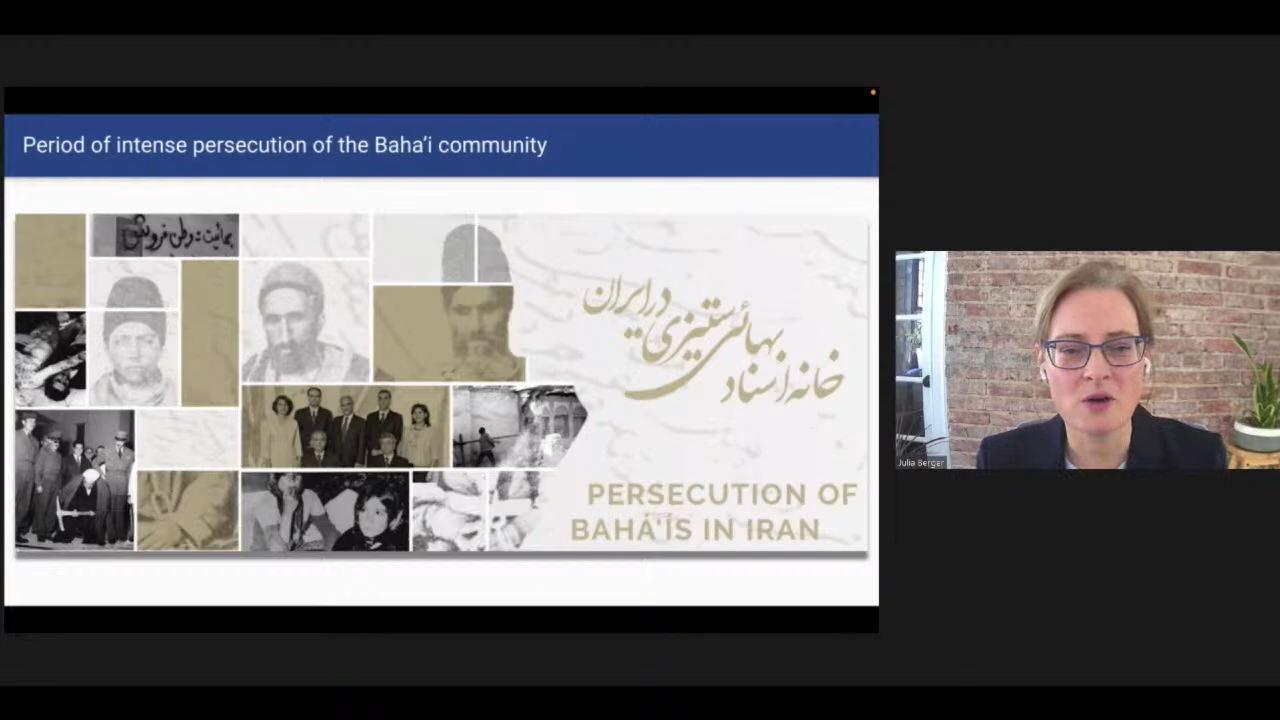 Period of intense persecution of the Baha’i community
بهائیت: وطن فروشی
خانه اسناد بهائی‌ستیزی در ایران
PERSECUTION OF
BAHÁ'ÍS IN IRAN
Julia Berger